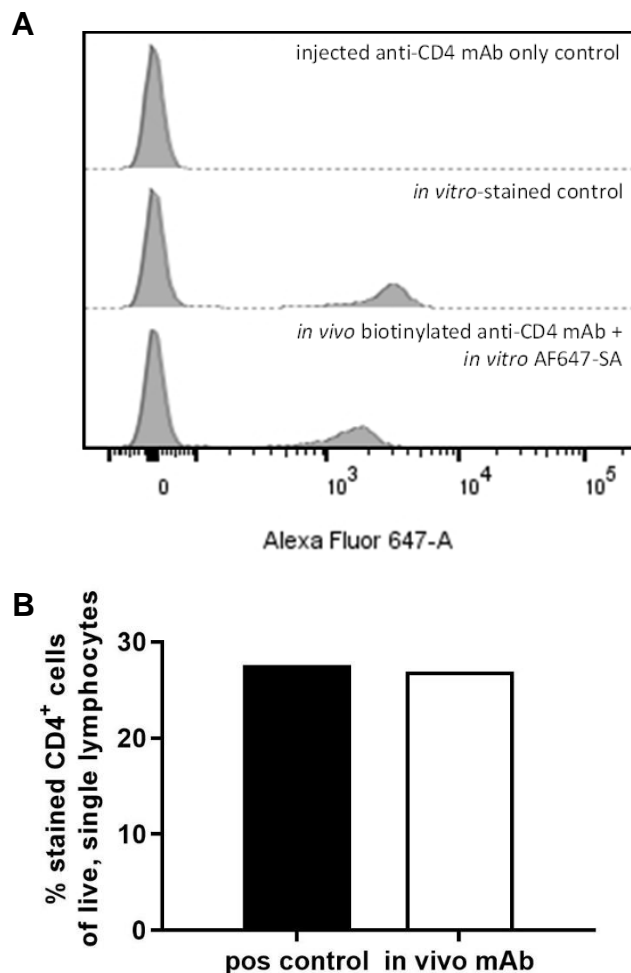 A
injected anti-CD4 mAb only control
in vitro-stained control
in vivo biotinylated anti-CD4 mAb +
in vitro AF647-SA
0 10³ 10⁴ 10⁵
Alexa Fluor 647-A
B
% stained CD4⁺ cells
of live, single lymphocytes
30
20
10
0
pos control in vivo mAb